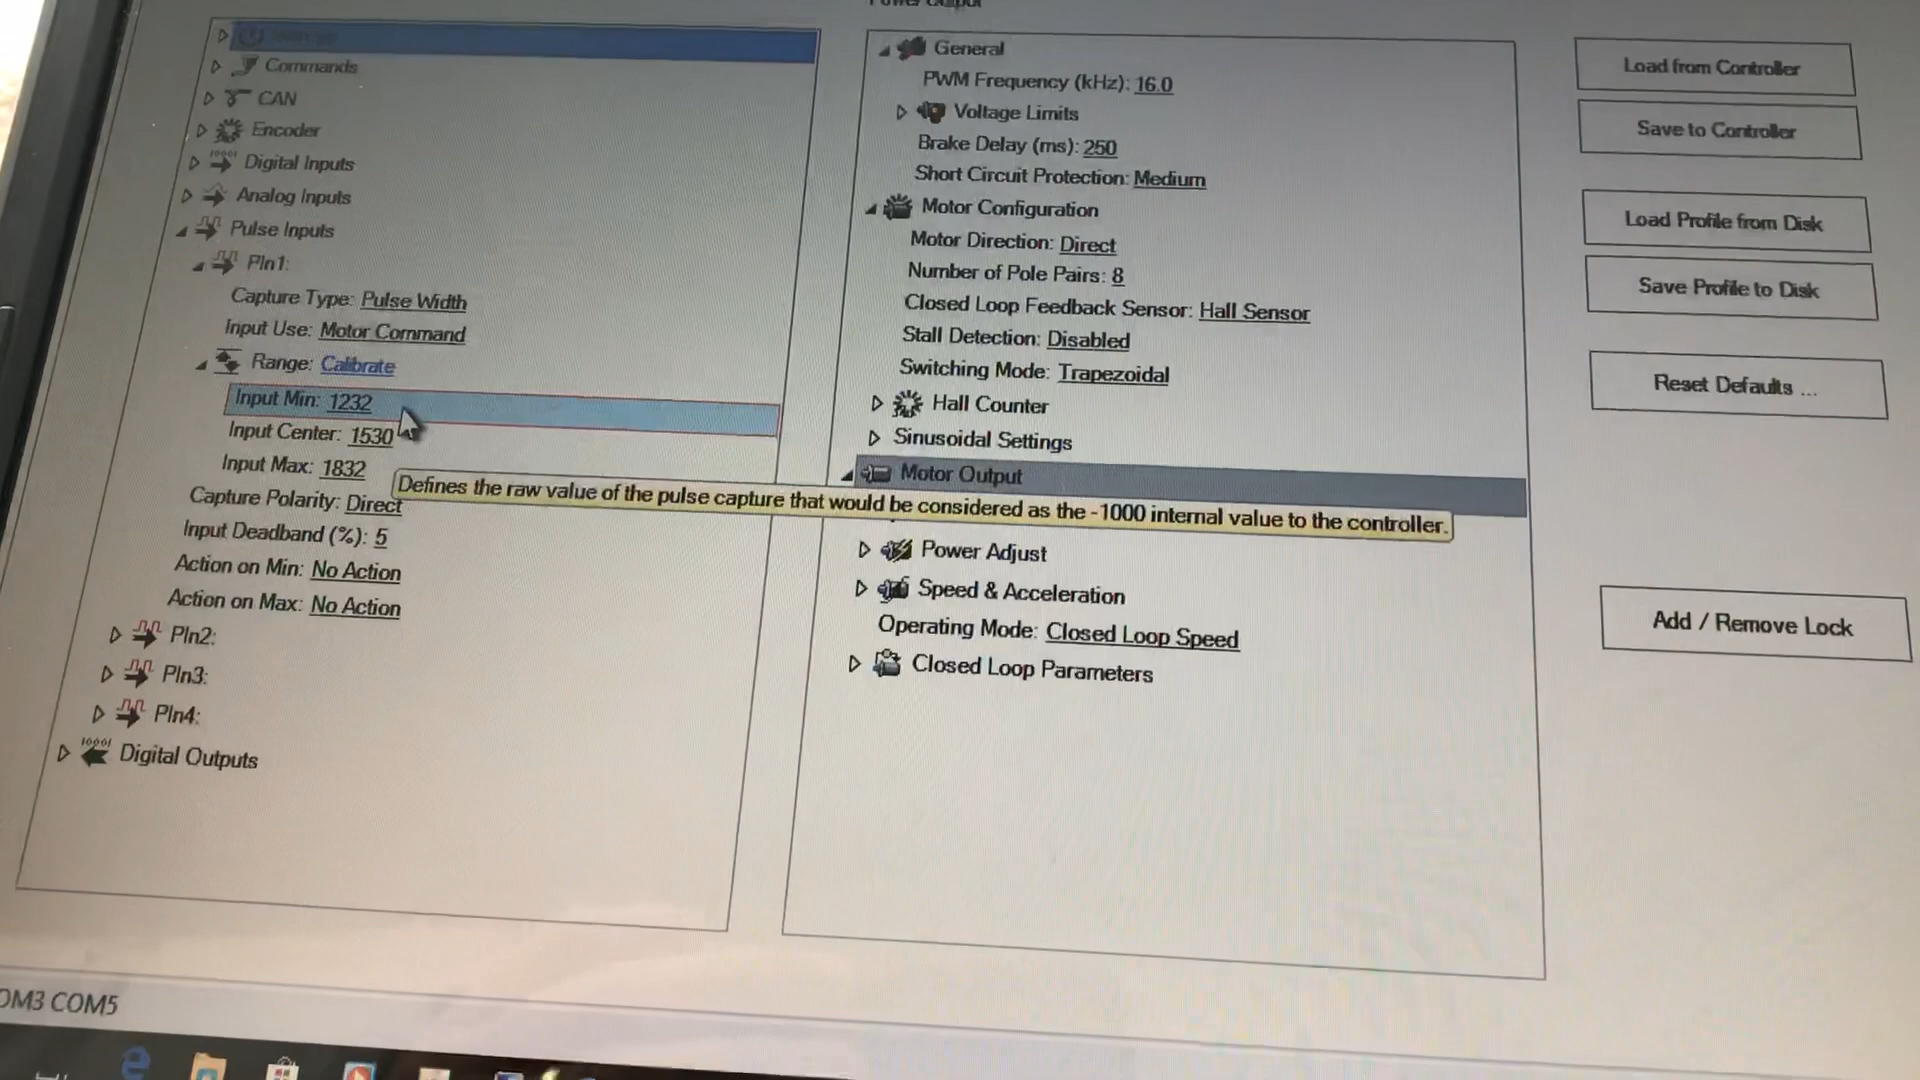 Commands
CAN
Encoder
Digital Inputs
Analog Inputs
Pulse Inputs
PIn1:
Capture Type: Pulse Width
Input Use: Motor Command
Range: Calibrate
Input Min: 1232
Input Center: 1530
Input Max: 1832
Capture Polarity: Direct
Input Deadband (%): 5
Action on Min: No Action
Action on Max: No Action
PIn2:
PIn3:
PIn4:
Digital Outputs
Defines the raw value of the pulse capture that would be considered as the -1000 internal value to the controller.
General
PWM Frequency (kHz): 16.0
Voltage Limits
Brake Delay (ms): 250
Short Circuit Protection: Medium
Motor Configuration
Motor Direction: Direct
Number of Pole Pairs: 8
Closed Loop Feedback Sensor: Hall Sensor
Stall Detection: Disabled
Switching Mode: Trapezoidal
Hall Counter
Sinusoidal Settings
Motor Output
Power Adjust
Speed & Acceleration
Operating Mode: Closed Loop Speed
Closed Loop Parameters
Load from Controller
Save to Controller
Load Profile from Disk
Save Profile to Disk
Reset Defaults ...
Add / Remove Lock
COM5